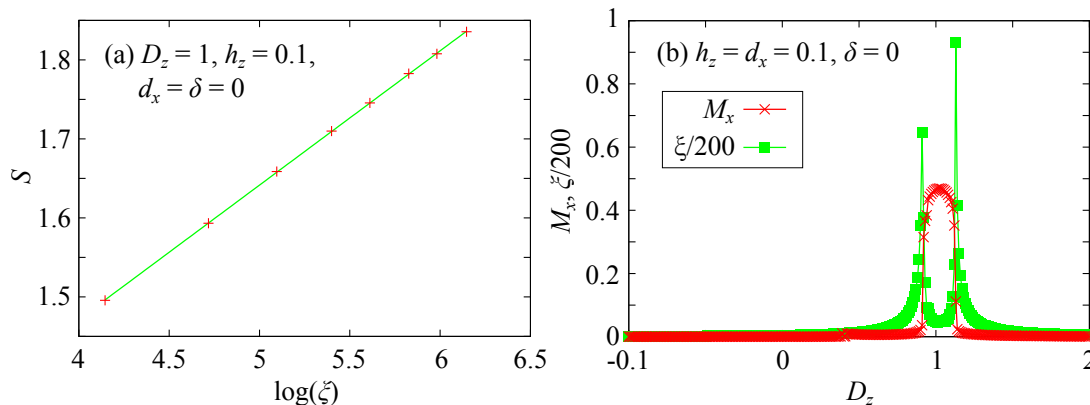 (a) D_z = 1, h_z = 0.1,
d_x = δ = 0
S
1.8
1.7
1.6
1.5
4 4.5 5 5.5 6 6.5
log(ξ)
(b) h_z = d_x = 0.1, δ = 0
M_x
ξ/200
M_x, ξ/200
1
0.8
0.6
0.4
0.2
0
-0.1 0 1 2
D_z